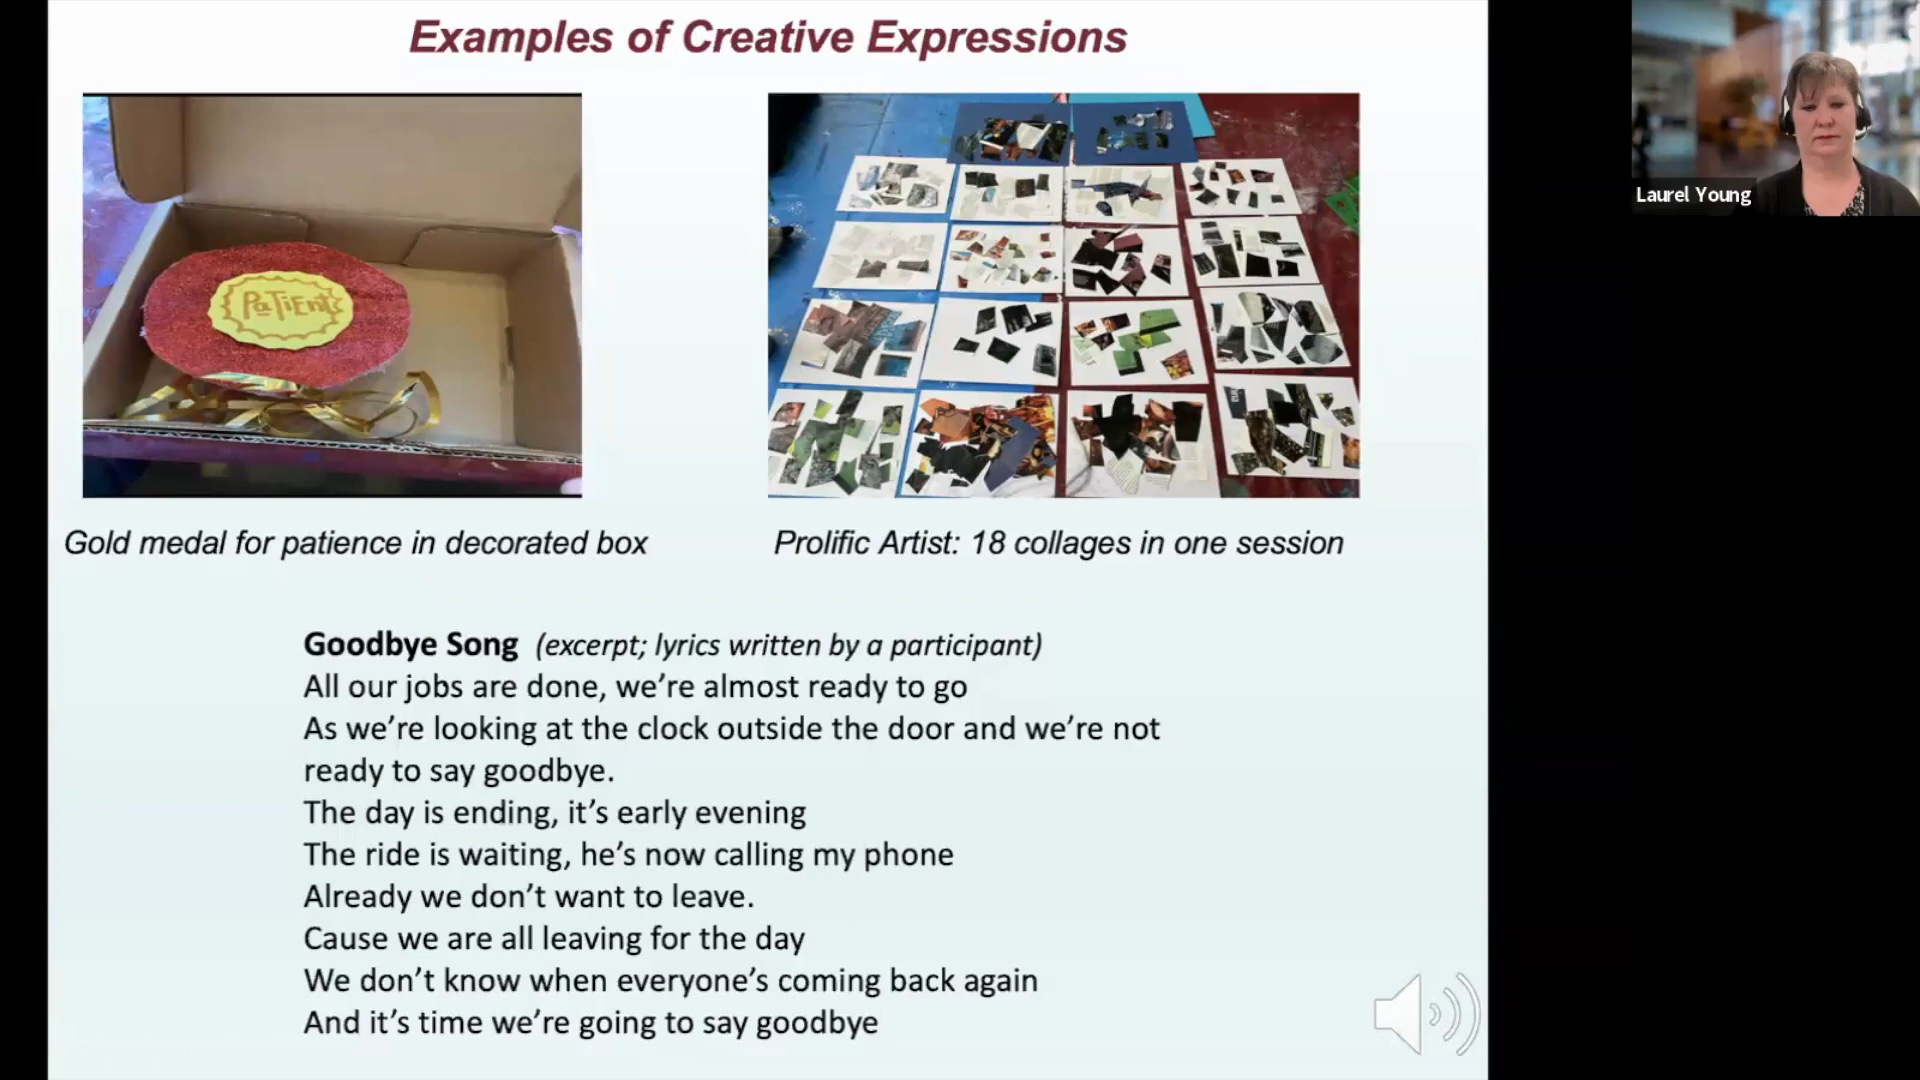 Examples of Creative Expressions
PaTiEnt
Gold medal for patience in decorated box
Prolific Artist: 18 collages in one session
Goodbye Song (excerpt; lyrics written by a participant)
All our jobs are done, we’re almost ready to go
As we’re looking at the clock outside the door and we’re not
ready to say goodbye.
The day is ending, it’s early evening
The ride is waiting, he’s now calling my phone
Already we don’t want to leave.
Cause we are all leaving for the day
We don’t know when everyone’s coming back again
And it’s time we’re going to say goodbye
Laurel Young